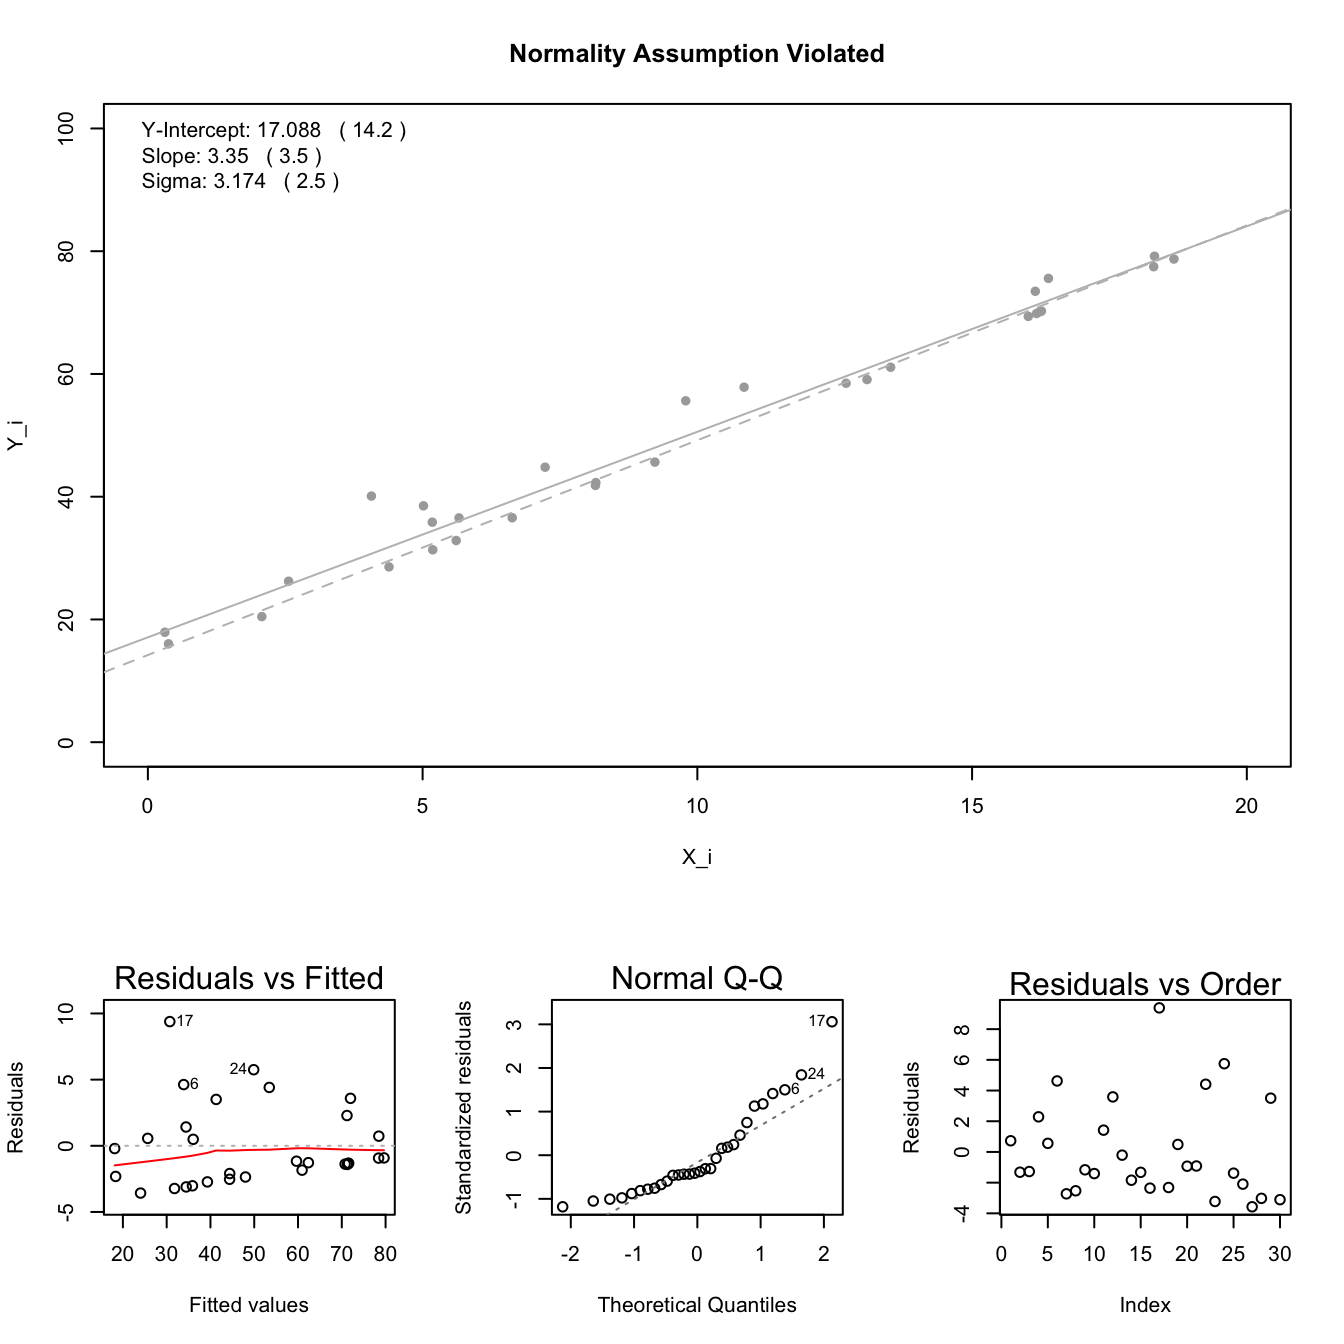 Normality Assumption Violated
Y-Intercept: 17.088 ( 14.2 )
Slope: 3.35 ( 3.5 )
Sigma: 3.174 ( 2.5 )
100
80
60
40
20
0
Y_i
0 5 10 15 20
X_i
Residuals vs Fitted
10
5
0
-5
Residuals
17
24
6
20 30 40 50 60 70 80
Fitted values
Normal Q-Q
3
2
1
0
-1
Standardized residuals
17
24
6
-2 -1 0 1 2
Theoretical Quantiles
Residuals vs Order
8
6
4
2
0
-4
Residuals
0 5 10 15 20 25 30
Index